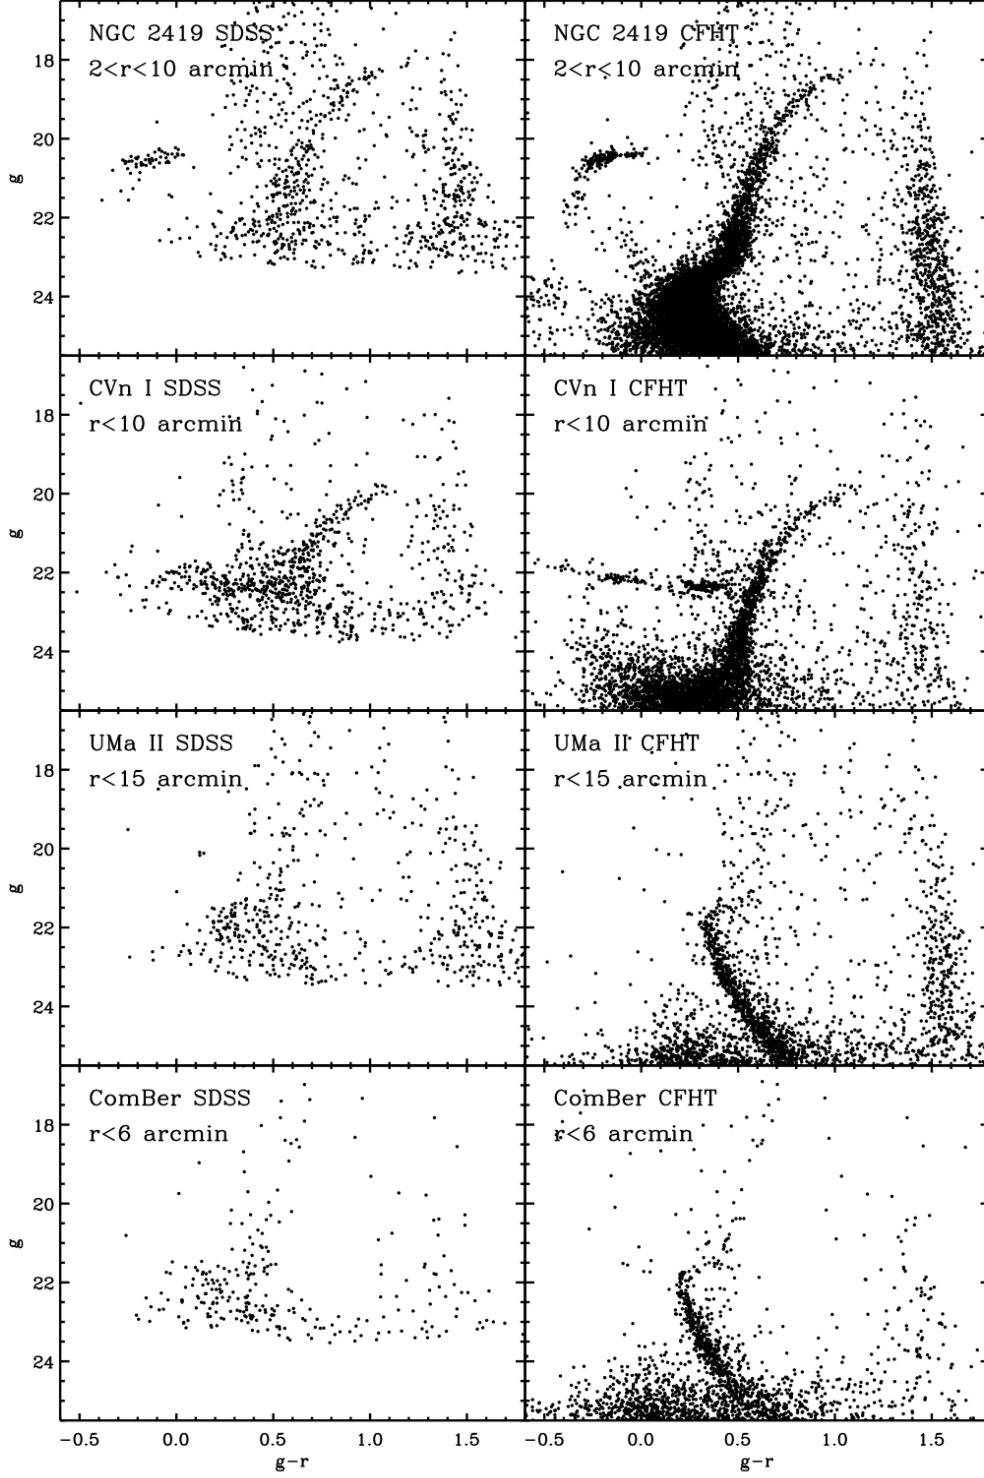 NGC 2419 SDSS
2<r<10 arcmin
NGC 2419 CFHT
2<r<10 arcmin
18
20
22
24
g
CVn I SDSS
r<10 arcmin
CVn I CFHT
r<10 arcmin
18
20
22
24
g
UMa II SDSS
r<15 arcmin
UMa II CFHT
r<15 arcmin
18
20
22
24
g
ComBer SDSS
r<6 arcmin
ComBer CFHT
r<6 arcmin
18
20
22
24
g
-0.5 0.0 0.5 1.0 1.5
-0.5 0.0 0.5 1.0 1.5
g-r
g-r